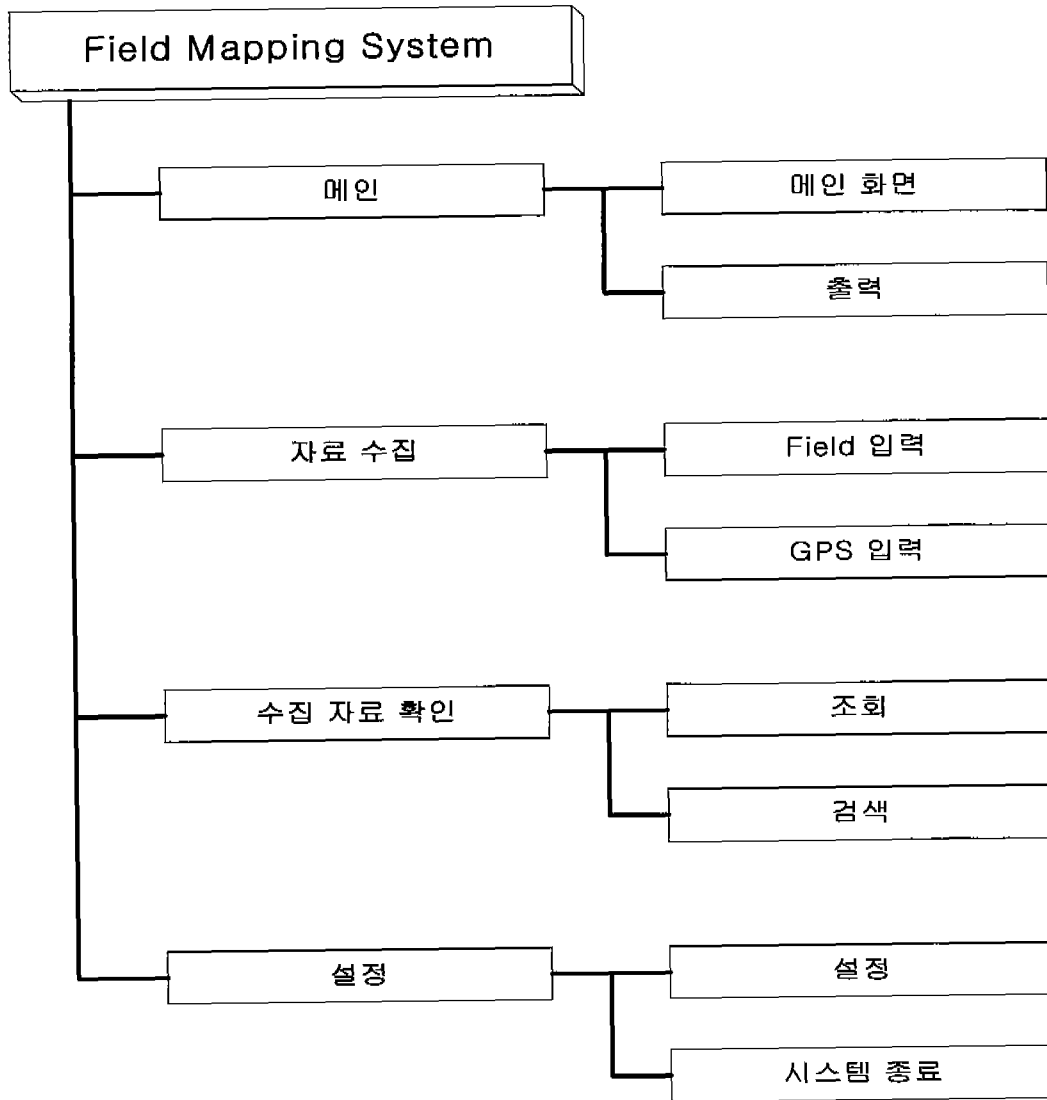 Field Mapping System
메인
메인 화면
출력
자료 수집
Field 입력
GPS 입력
수집 자료 확인
조회
검색
설정
설정
시스템 종료